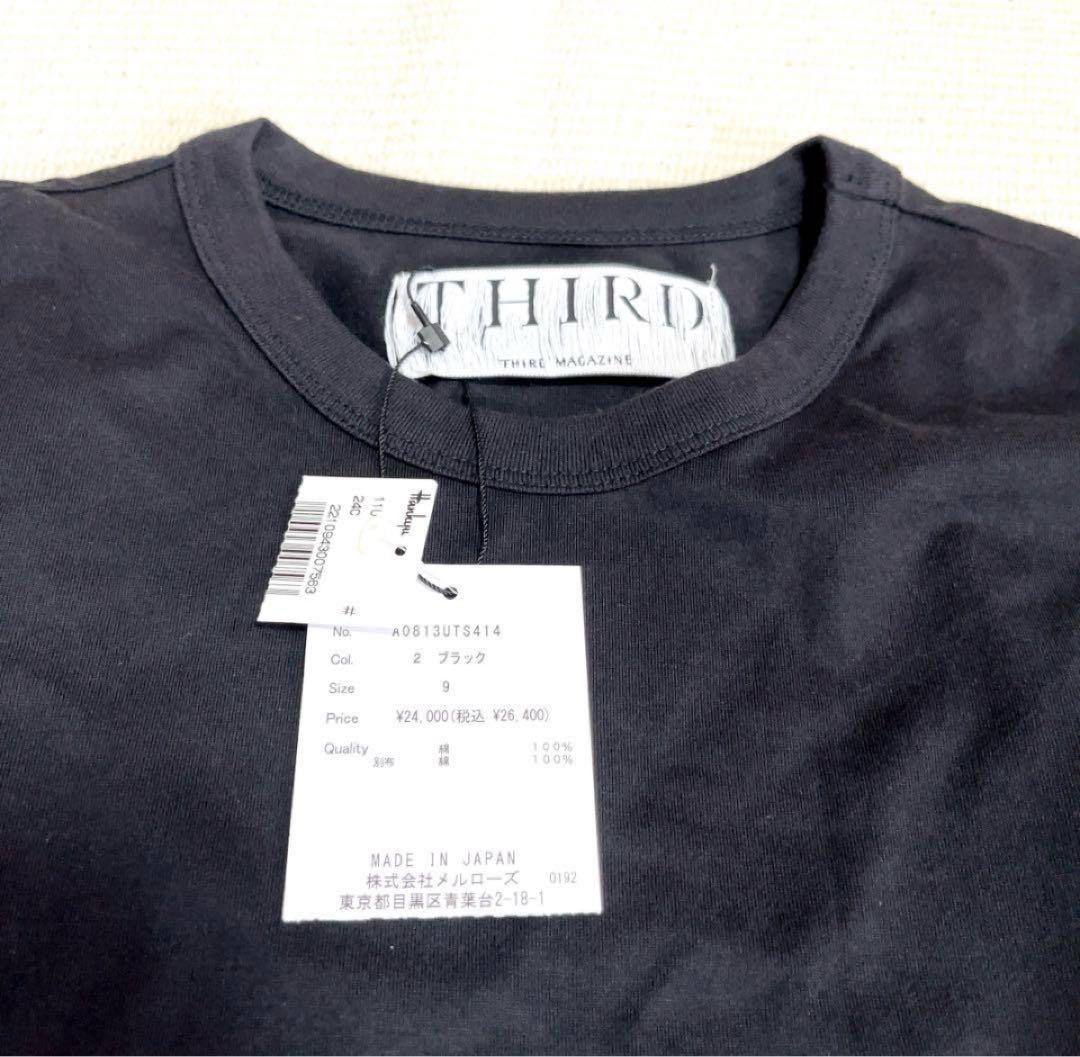 THIRD
THIRD MAGAZINE
Hankyu
11U
24C
2210943007563
#
No. A0813UTS414
Col. 2 ブラック
Size 9
Price ¥24,000(税込 ¥26,400)
Quality 綿 100%
別布 綿 100%
MADE IN JAPAN
株式会社メルローズ 0192
東京都目黒区青葉台2-18-1